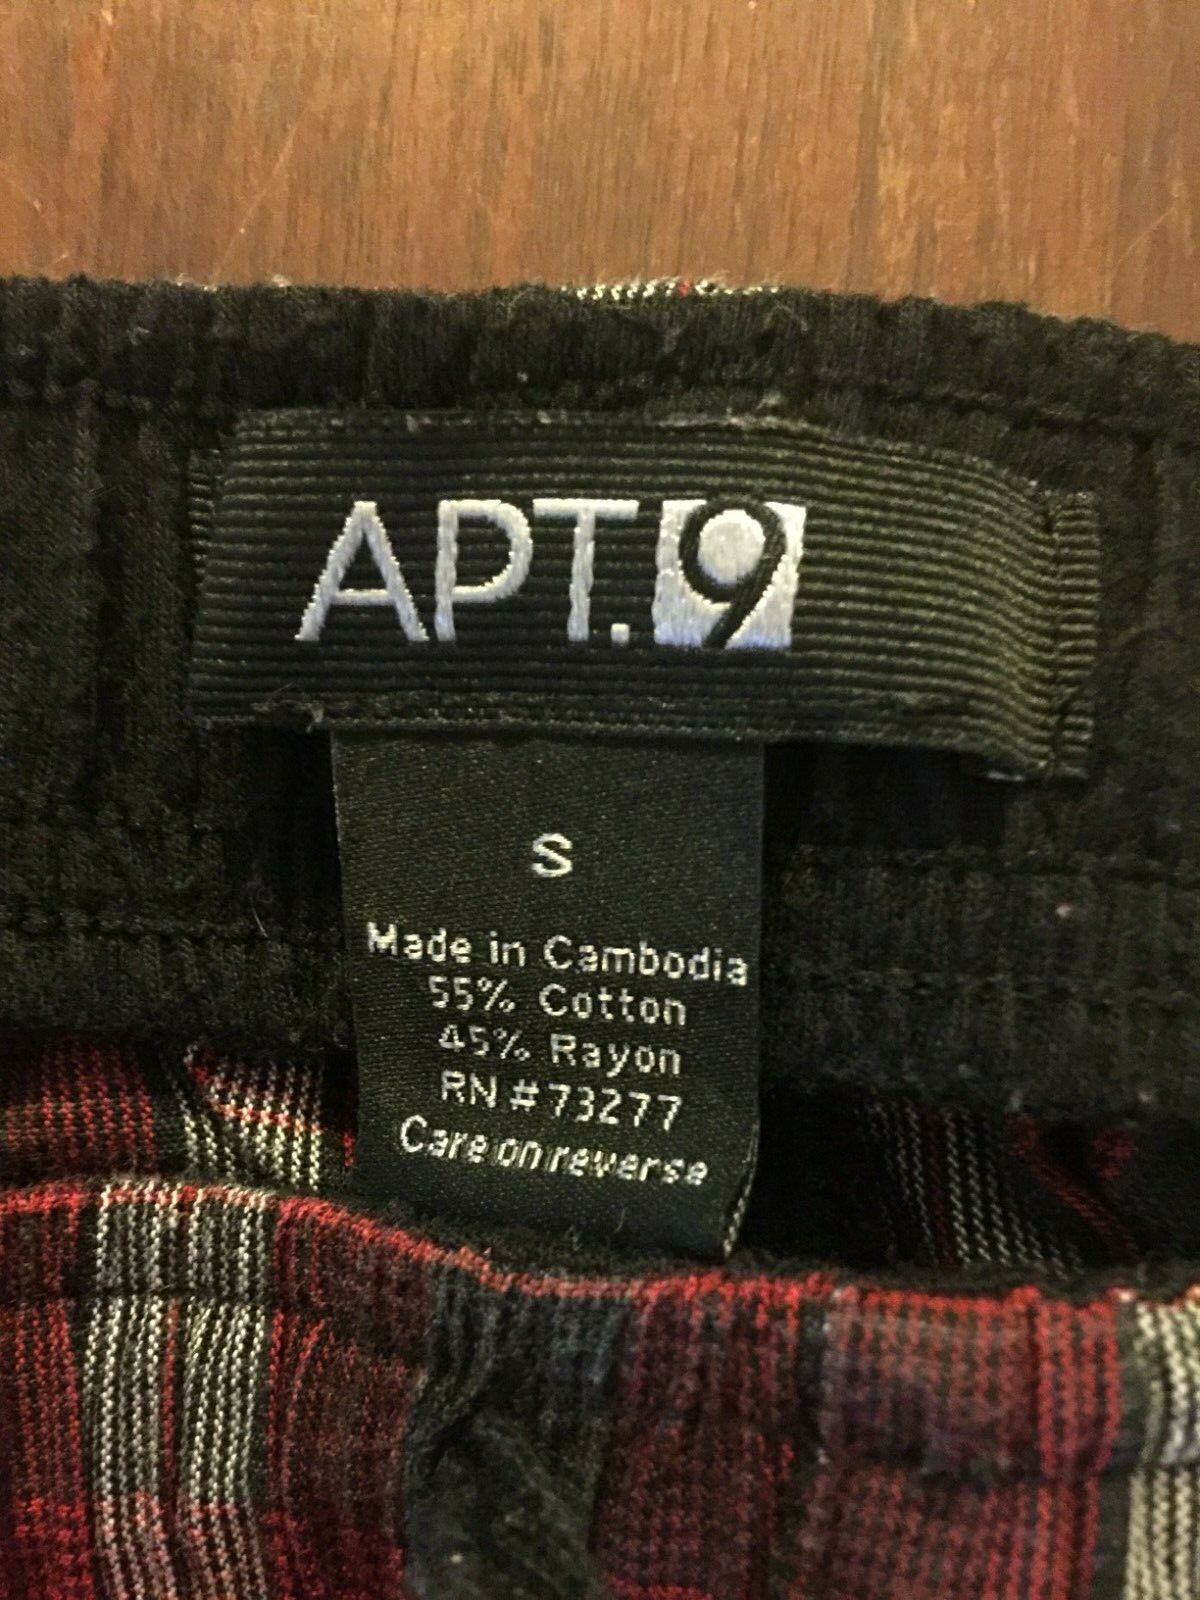 APT.9
S
Made in Cambodia
55% Cotton
45% Rayon
RN #73277
Care on reverse